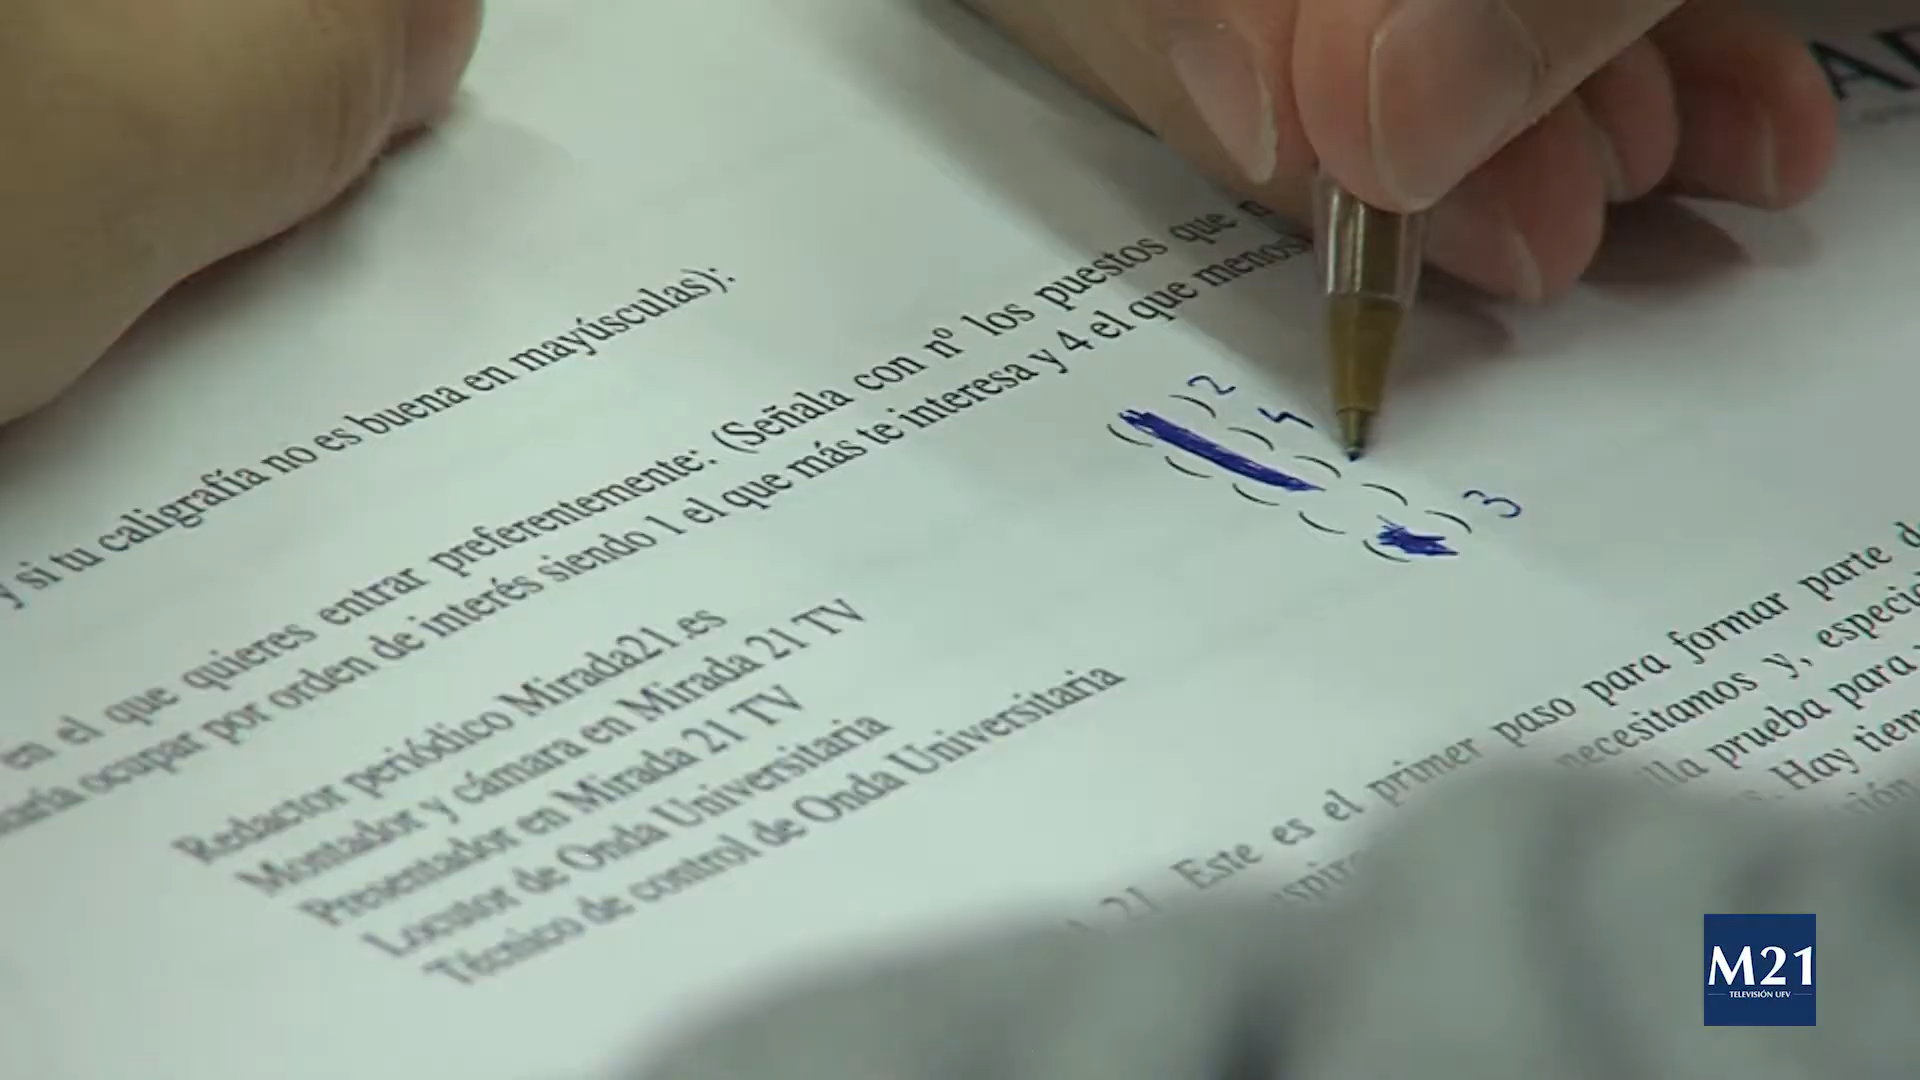 y si tu caligrafía no es buena en mayúsculas):
en el que quieres entrar preferentemente: (Señala con nº los puestos que
ocupar por orden de interés siendo 1 el que más te interesa y 4 el que menos)
Redactor periódico Mirada21.es
Montador y cámara en Mirada 21 TV
Presentador en Mirada 21 TV
Locutor de Onda Universitaria
Técnico de control de Onda Universitaria
( ) 2
( ) 4
( )
( )
( ) 3
21. Este es el primer paso para formar parte
necesitamos y,
prueba para
Hay
M21
TELEVISIÓN UFV